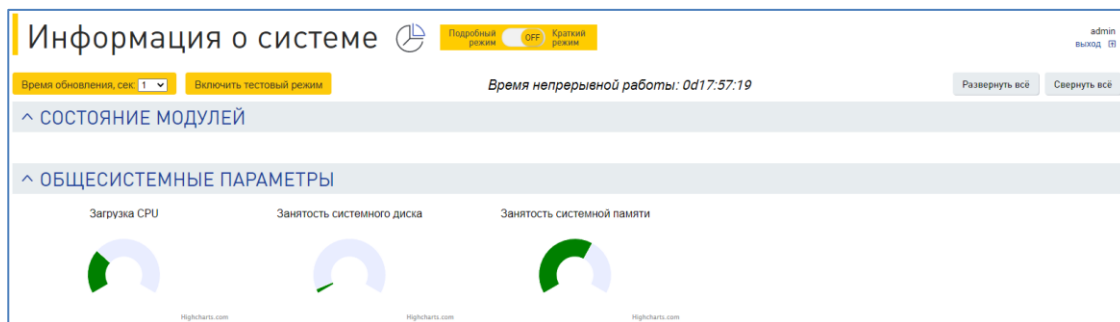 Информация о системе
Подробный режим OFF Краткий режим
admin
выход
Время обновления, сек: 1
Включить тестовый режим
Время непрерывной работы: 0d17:57:19
Развернуть всё
Свернуть всё
СОСТОЯНИЕ МОДУЛЕЙ
ОБЩЕСИСТЕМНЫЕ ПАРАМЕТРЫ
Загрузка CPU
Занятость системного диска
Занятость системной памяти
Highcharts.com
Highcharts.com
Highcharts.com